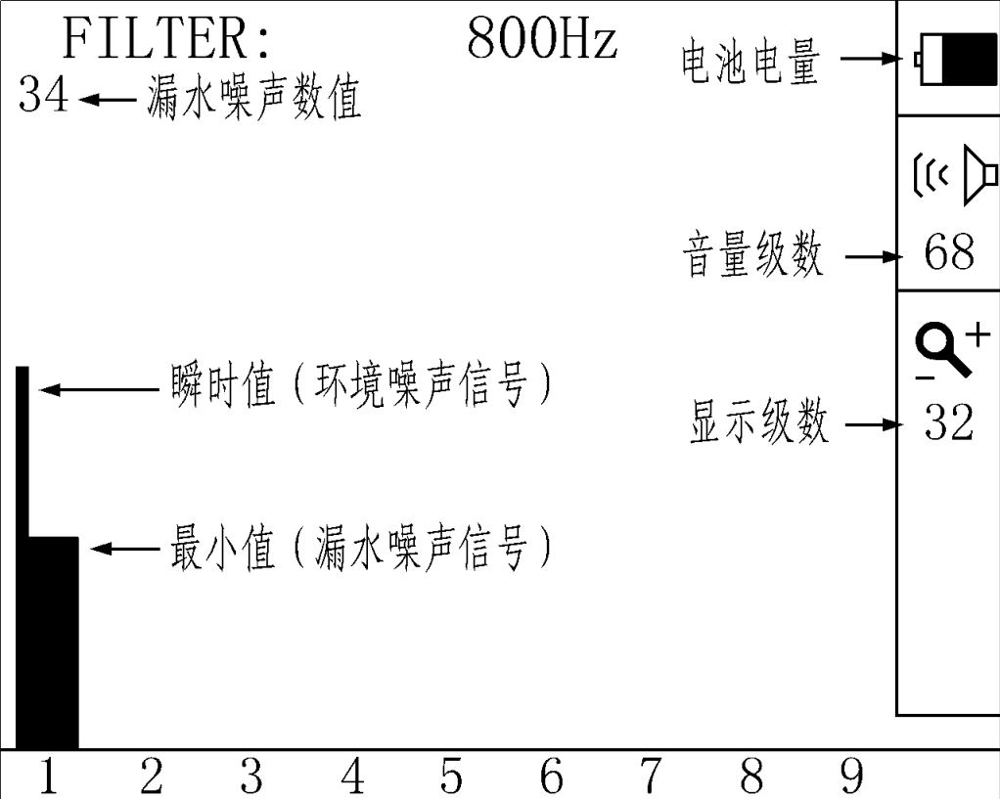 FILTER: 800Hz
电池电量
34 漏水噪声数值
音量级数 68
瞬时值(环境噪声信号)
显示级数 32
最小值(漏水噪声信号)
1 2 3 4 5 6 7 8 9